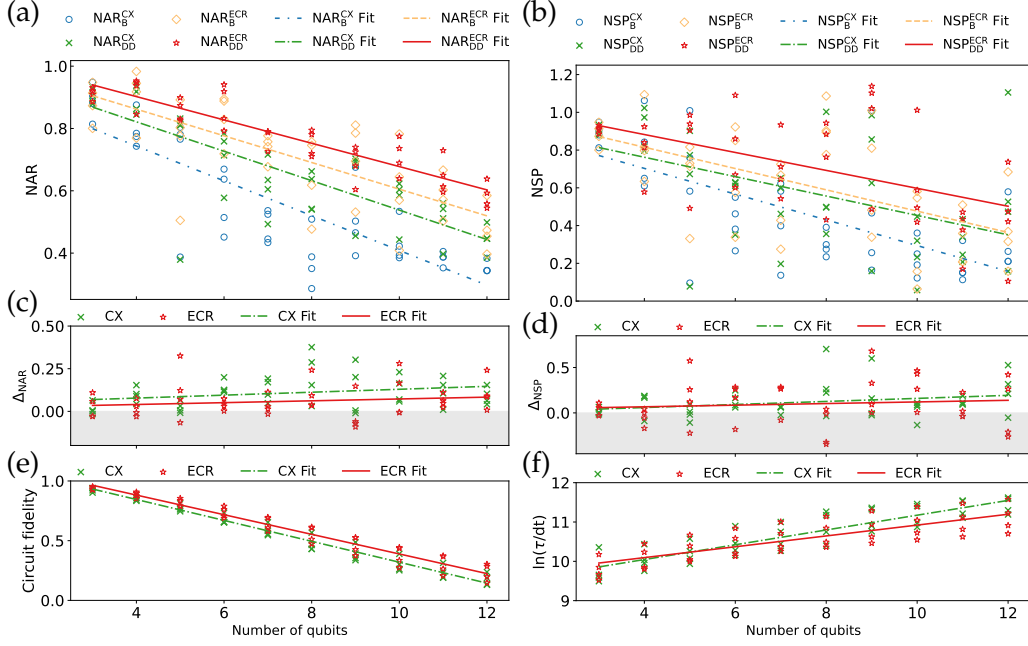 (a)
NAR_B^CX NAR_B^ECR NAR_B^CX Fit NAR_B^ECR Fit
NAR_DD^CX NAR_DD^ECR NAR_DD^CX Fit NAR_DD^ECR Fit
1.0
0.8
0.6
0.4
NAR
(b)
NSP_B^CX NSP_B^ECR NSP_B^CX Fit NSP_B^ECR Fit
NSP_DD^CX NSP_DD^ECR NSP_DD^CX Fit NSP_DD^ECR Fit
1.2
1.0
0.8
0.6
0.4
0.2
0.0
NSP
(c)
CX ECR CX Fit ECR Fit
0.50
0.25
0.00
Δ_NAR
(d)
CX ECR CX Fit ECR Fit
0.5
0.0
Δ_NSP
(e)
CX ECR CX Fit ECR Fit
1.0
0.5
0.0
Circuit fidelity
4 6 8 10 12
Number of qubits
(f)
CX ECR CX Fit ECR Fit
12
11
10
9
ln(τ/dt)
4 6 8 10 12
Number of qubits